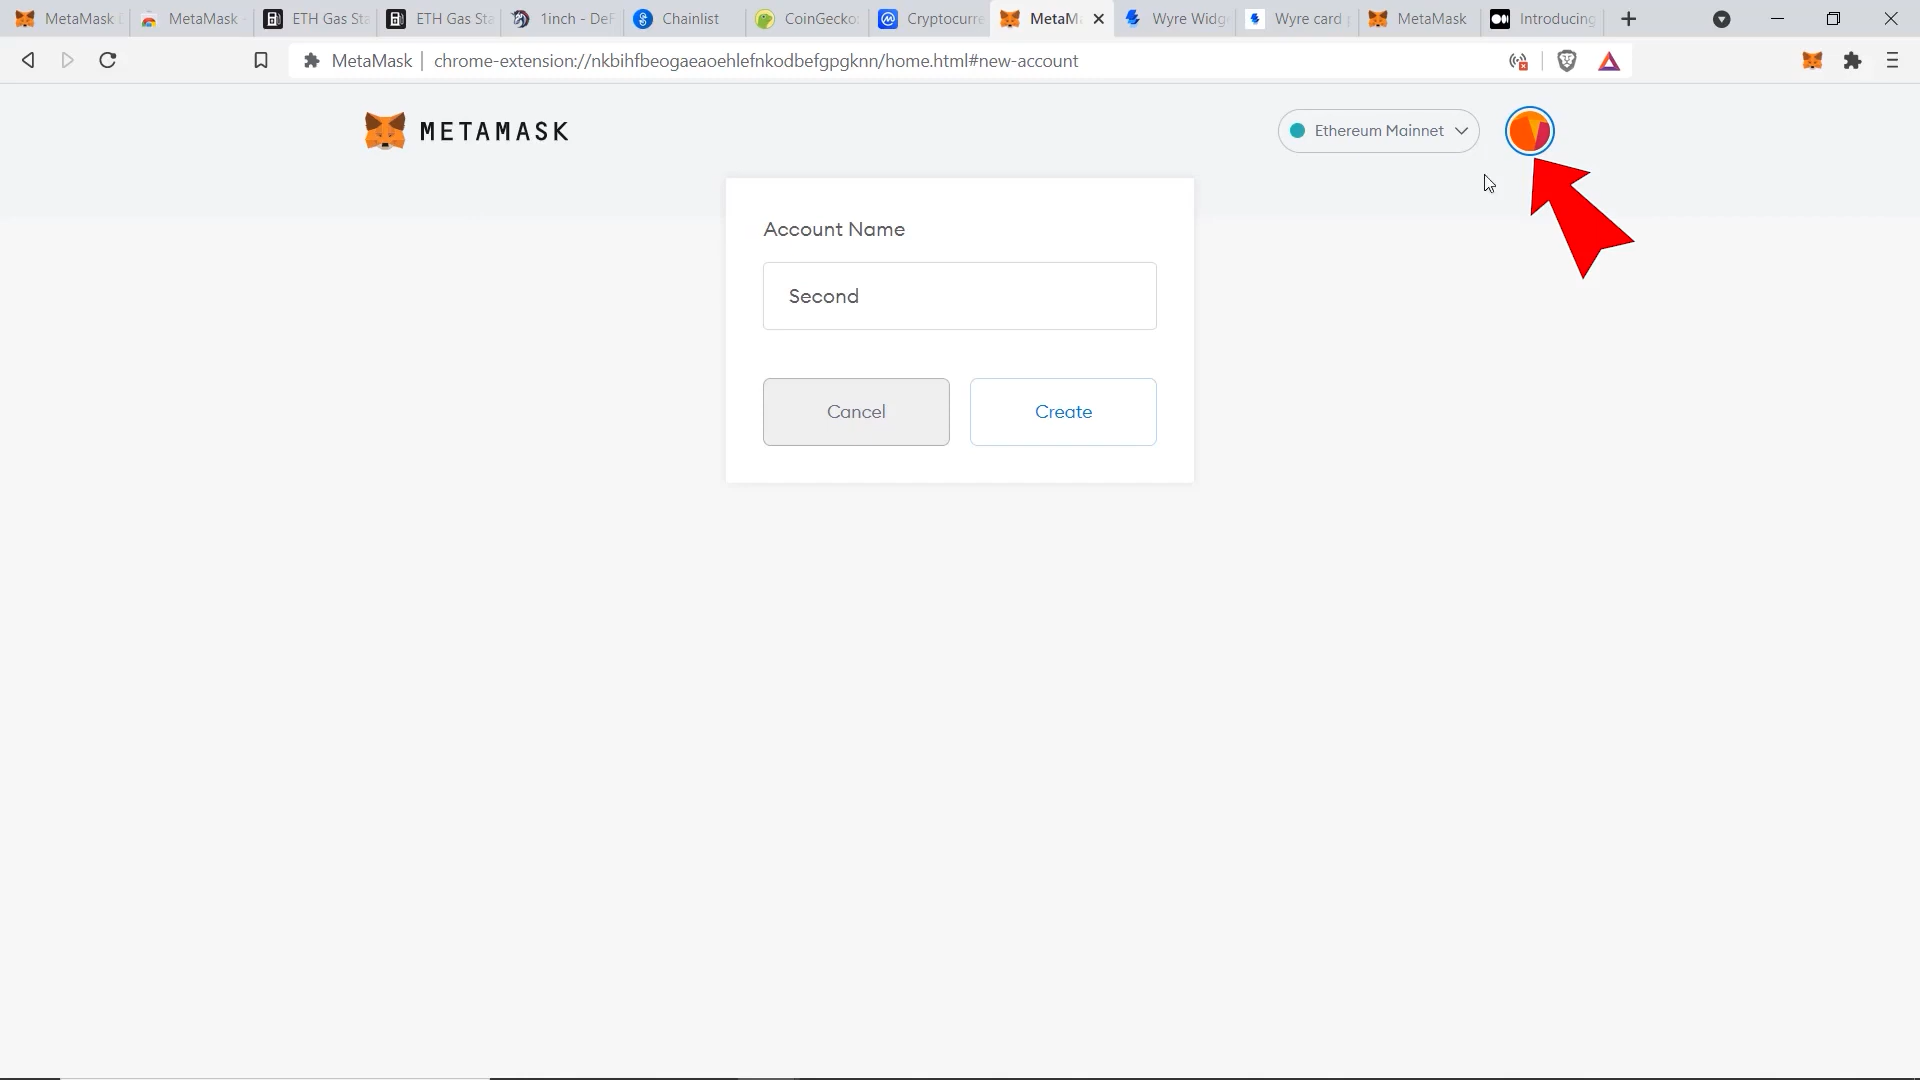 MetaMask
MetaMask
ETH Gas Sta
ETH Gas Sta
1inch - DeF
Chainlist
CoinGecko:
Cryptocurre
MetaM
Wyre Widg
Wyre card
MetaMask
Introducing
MetaMask | chrome-extension://nkbihfbeogaeaoehlefnkodbefgpgknn/home.html#new-account
METAMASK
Ethereum Mainnet
Account Name
Second
Cancel
Create